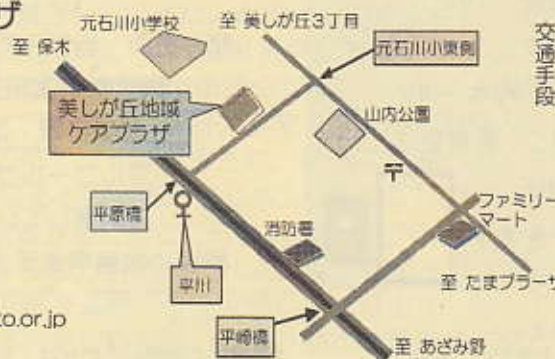 ザ
元石川小学校
至 美しが丘3丁目
至 保木
元石川小東側
交通手段
美しが丘地域
ケアプラザ
山内公園
〒
平原橋
消防署
ファミリー
マート
平川
至 たまプラーザ
o.or.jp
平崎橋
至 あざみ野